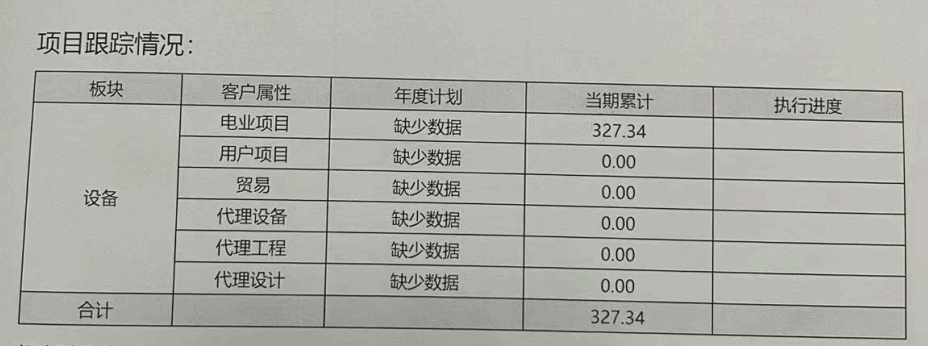 项目跟踪情况：
板块 客户属性 年度计划 当期累计 执行进度
电业项目 缺少数据 327.34
用户项目 缺少数据 0.00
贸易 缺少数据 0.00
设备 代理设备 缺少数据 0.00
代理工程 缺少数据 0.00
代理设计 缺少数据 0.00
合计 327.34